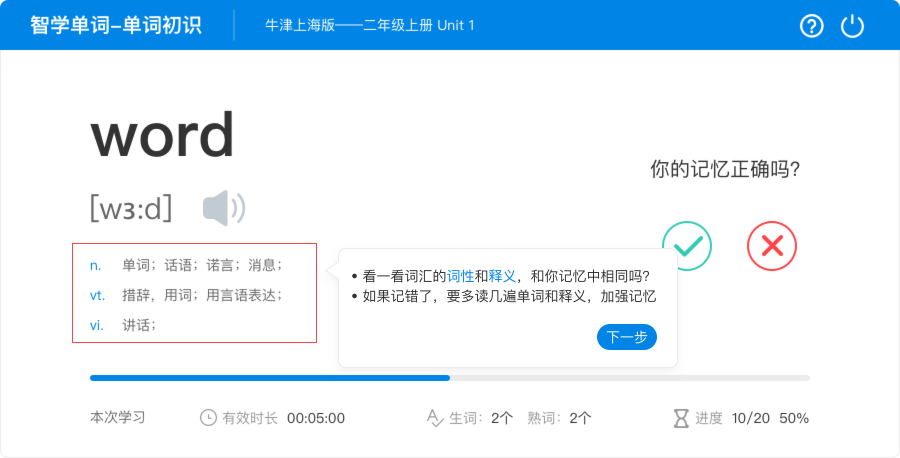 智学单词–单词初识
牛津上海版——二年级上册 Unit 1
word
你的记忆正确吗?
[wɜ:d]
n. 单词；话语；诺言；消息；
vt. 措辞，用词；用言语表达；
vi. 讲话；
• 看一看词汇的词性和释义，和你记忆中相同吗?
• 如果记错了，要多读几遍单词和释义，加强记忆
下一步
本次学习 有效时长 00:05:00 生词：2个 熟词：2个 进度 10/20 50%